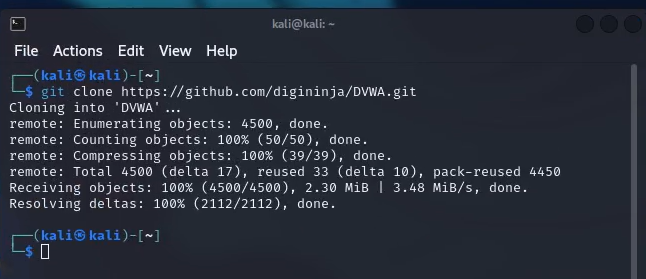 kali@kali: ~
File Actions Edit View Help
┌──(kali㉿kali)-[~]
└─$ git clone https://github.com/digininja/DVWA.git
Cloning into 'DVWA'...
remote: Enumerating objects: 4500, done.
remote: Counting objects: 100% (50/50), done.
remote: Compressing objects: 100% (39/39), done.
remote: Total 4500 (delta 17), reused 33 (delta 10), pack-reused 4450
Receiving objects: 100% (4500/4500), 2.30 MiB | 3.48 MiB/s, done.
Resolving deltas: 100% (2112/2112), done.
┌──(kali㉿kali)-[~]
└─$